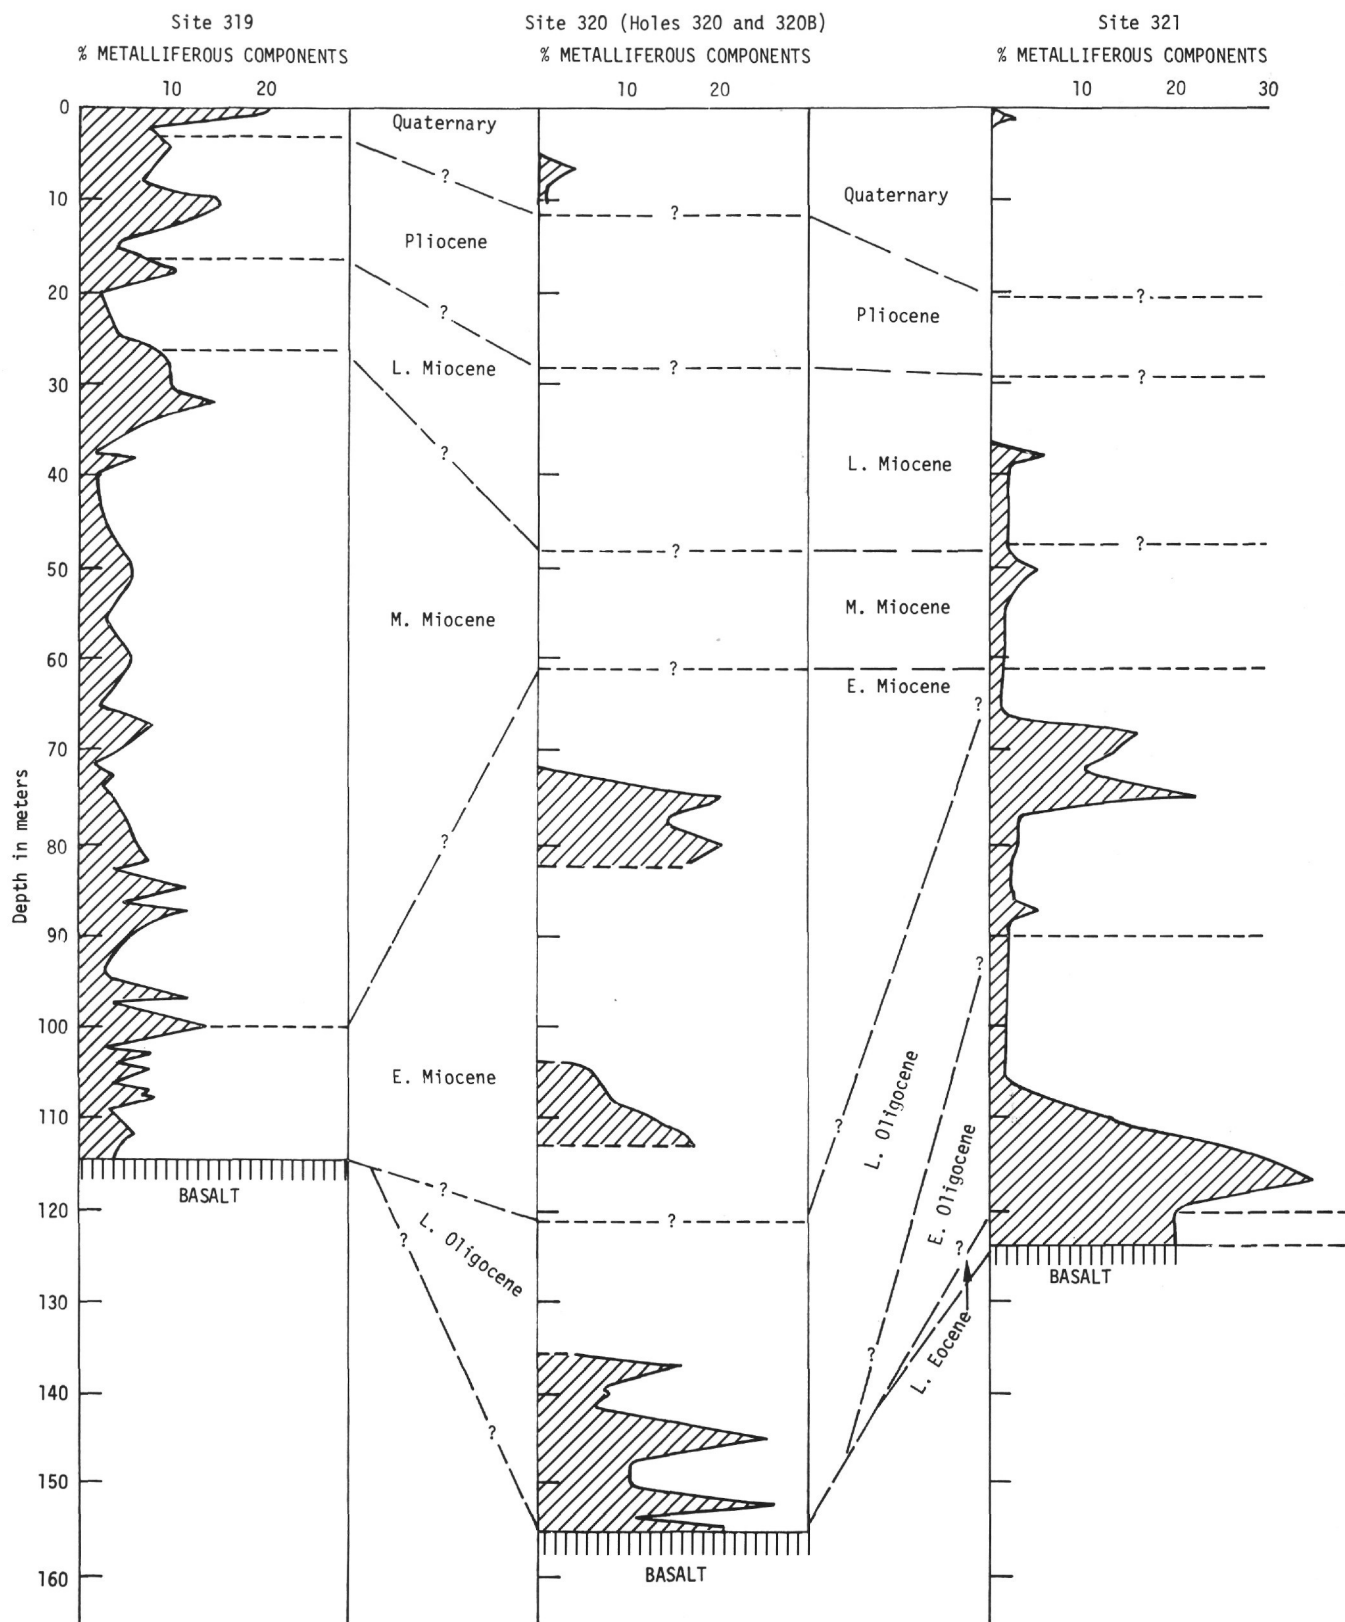 Site 319
Site 320 (Holes 320 and 320B)
Site 321
% METALLIFEROUS COMPONENTS
% METALLIFEROUS COMPONENTS
% METALLIFEROUS COMPONENTS
10 20
10 20
10 20 30
Depth in meters
0
10
20
30
40
50
60
70
80
90
100
110
120
130
140
150
160
BASALT
Quaternary
?
Pliocene
?
L. Miocene
?
M. Miocene
?
E. Miocene
?
L. Oligocene
?
?
?
?
?
?
?
BASALT
Quaternary
Pliocene
L. Miocene
M. Miocene
E. Miocene
?
?
L. Oligocene
?
?
E. Oligocene
?
L. Eocene
?
?
?
BASALT